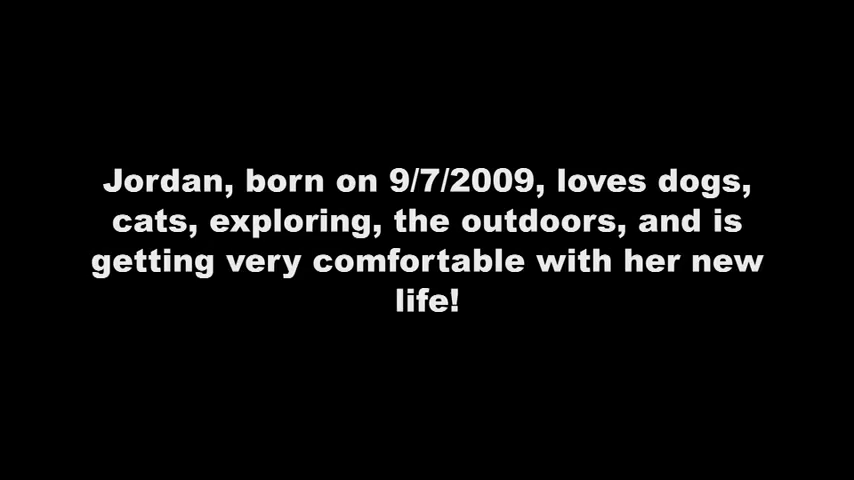 Jordan, born on 9/7/2009, loves dogs,
cats, exploring, the outdoors, and is
getting very comfortable with her new
life!